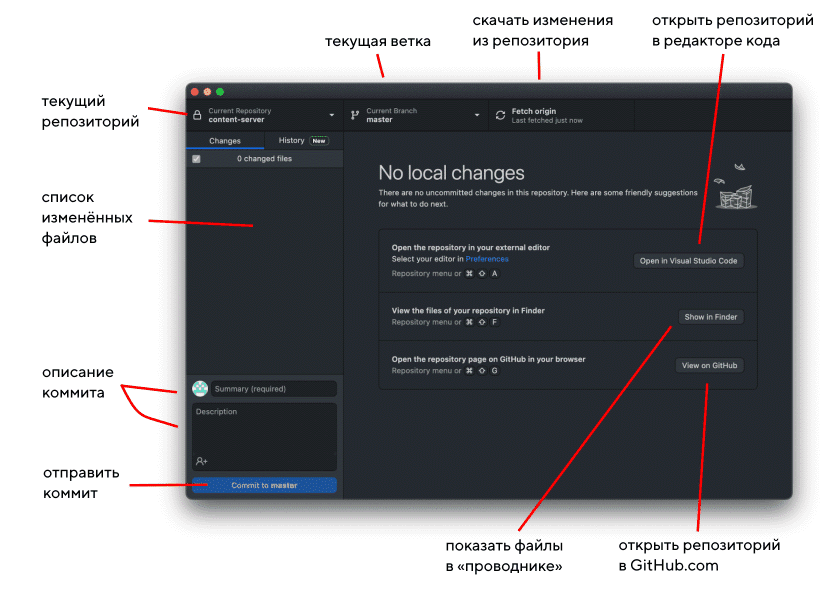 скачать изменения
из репозитория
открыть репозиторий
в редакторе кода
текущая ветка
текущий
репозиторий
Current Repository
content-server
Current Branch
master
Fetch origin
Last fetched just now
Changes
History New
0 changed files
список
изменённых
файлов
No local changes
There are no uncommitted changes in this repository. Here are some friendly suggestions
for what to do next.
Open the repository in your external editor
Select your editor in Preferences
Repository menu or ⌘ ⇧ A
Open in Visual Studio Code
View the files of your repository in Finder
Repository menu or ⌘ ⇧ F
Show in Finder
Open the repository page on GitHub in your browser
Repository menu or ⌘ ⇧ G
View on GitHub
описание
коммита
Summary (required)
Description
отправить
коммит
Commit to master
показать файлы
в «проводнике»
открыть репозиторий
в GitHub.com